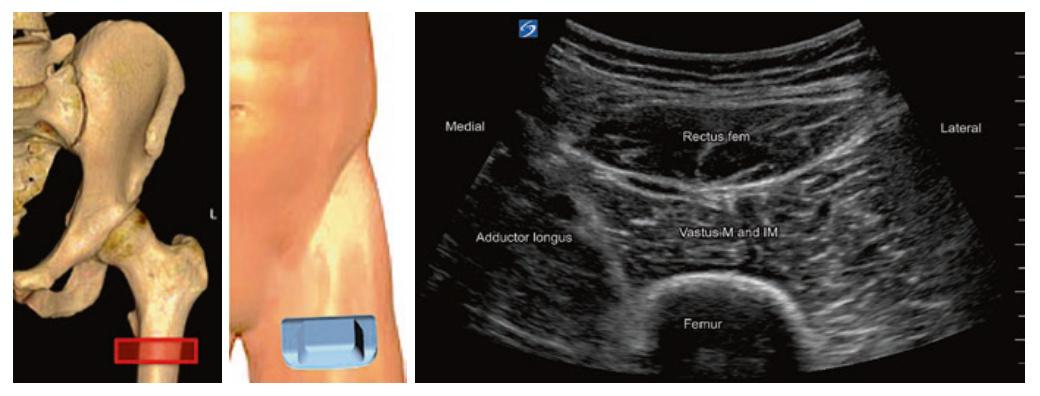 L
Medial
Rectus fem
Lateral
Adductor longus
Vastus M and IM
Femur